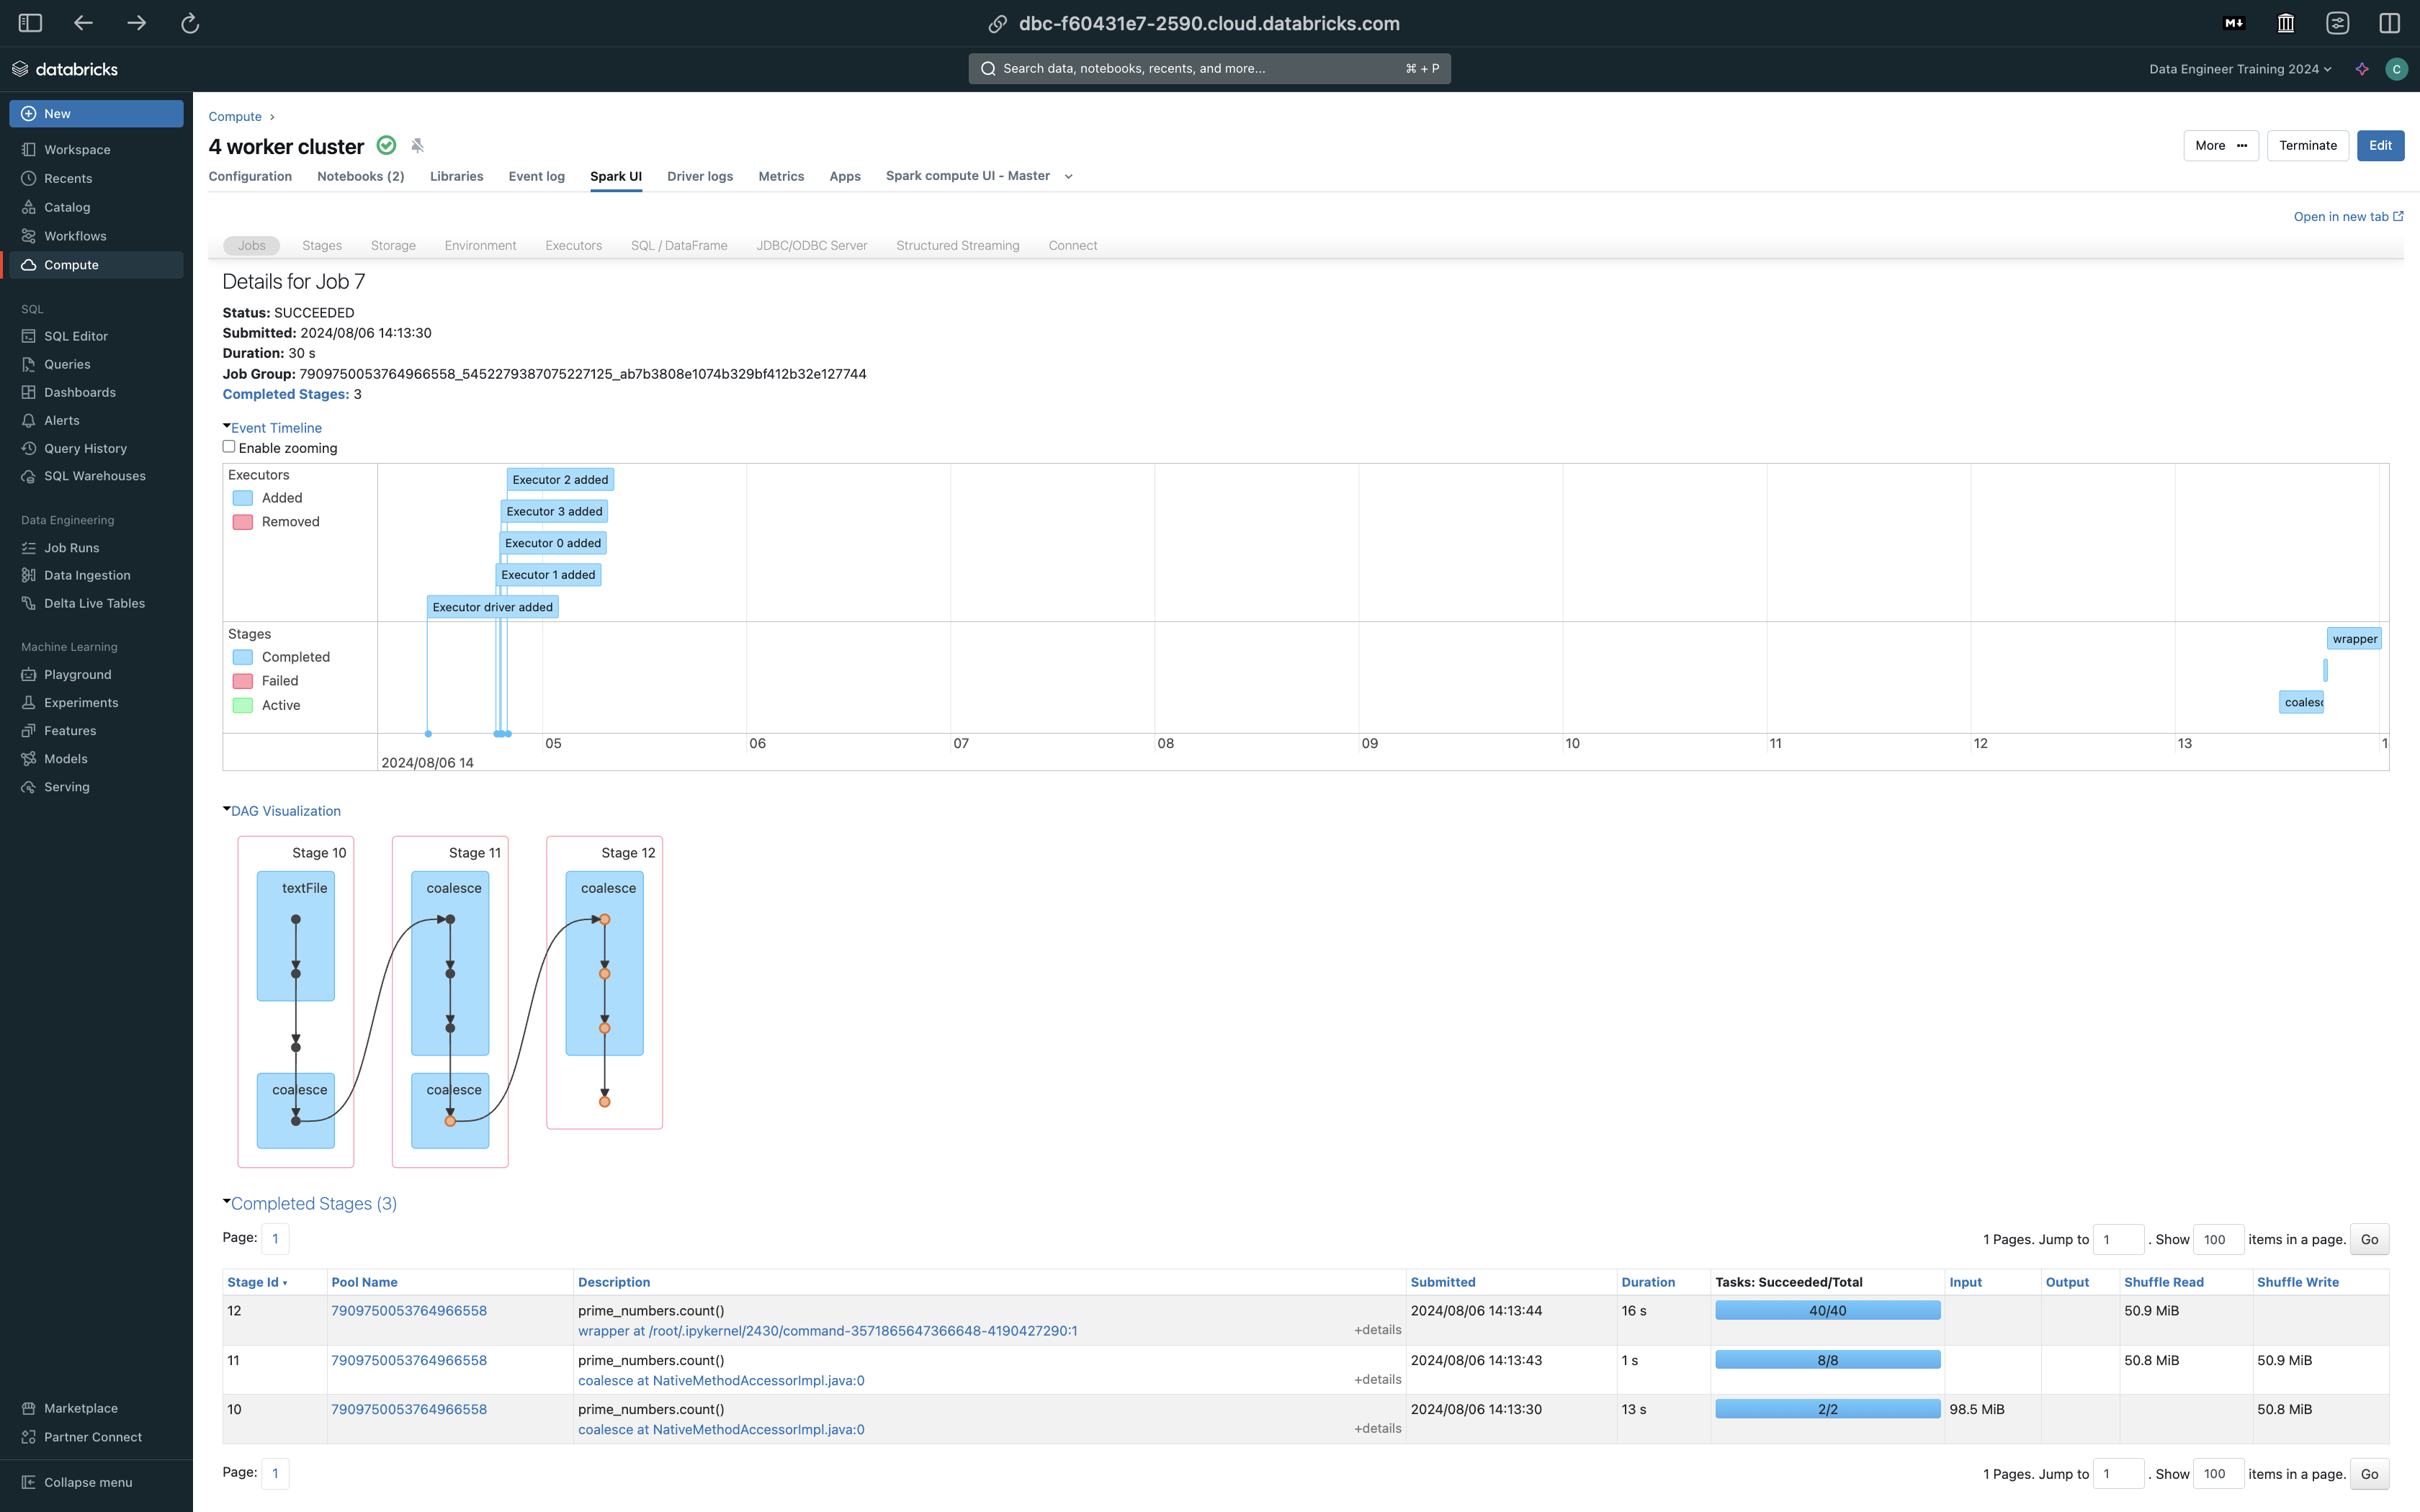 dbc-f60431e7-2590.cloud.databricks.com
M↓
databricks
Search data, notebooks, recents, and more...
⌘ + P
Data Engineer Training 2024
C
New
Workspace
Recents
Catalog
Workflows
Compute
SQL
SQL Editor
Queries
Dashboards
Alerts
Query History
SQL Warehouses
Data Engineering
Job Runs
Data Ingestion
Delta Live Tables
Machine Learning
Playground
Experiments
Features
Models
Serving
Marketplace
Partner Connect
Collapse menu
Compute ›
4 worker cluster
More ···
Terminate
Edit
Configuration Notebooks (2) Libraries Event log Spark UI Driver logs Metrics Apps Spark compute UI - Master
Open in new tab
Jobs Stages Storage Environment Executors SQL / DataFrame JDBC/ODBC Server Structured Streaming Connect
Details for Job 7
Status: SUCCEEDED
Submitted: 2024/08/06 14:13:30
Duration: 30 s
Job Group: 7909750053764966558_5452279387075227125_ab7b3808e1074b329bf412b32e127744
Completed Stages: 3
Event Timeline
Enable zooming
Executors
Added
Removed
Executor 2 added
Executor 3 added
Executor 0 added
Executor 1 added
Executor driver added
Stages
Completed
Failed
Active
wrapper
coalesc
05 06 07 08 09 10 11 12 13 1
2024/08/06 14
DAG Visualization
Stage 10
textFile
coalesce
Stage 11
coalesce
coalesce
Stage 12
coalesce
Completed Stages (3)
Page: 1
1 Pages. Jump to 1 . Show 100 items in a page. Go
Stage Id ▾ Pool Name Description Submitted Duration Tasks: Succeeded/Total Input Output Shuffle Read Shuffle Write
12 7909750053764966558 prime_numbers.count() 2024/08/06 14:13:44 16 s 40/40 50.9 MiB
wrapper at /root/.ipykernel/2430/command-3571865647366648-4190427290:1 +details
11 7909750053764966558 prime_numbers.count() 2024/08/06 14:13:43 1 s 8/8 50.8 MiB 50.9 MiB
coalesce at NativeMethodAccessorImpl.java:0 +details
10 7909750053764966558 prime_numbers.count() 2024/08/06 14:13:30 13 s 2/2 98.5 MiB 50.8 MiB
coalesce at NativeMethodAccessorImpl.java:0 +details
Page: 1
1 Pages. Jump to 1 . Show 100 items in a page. Go